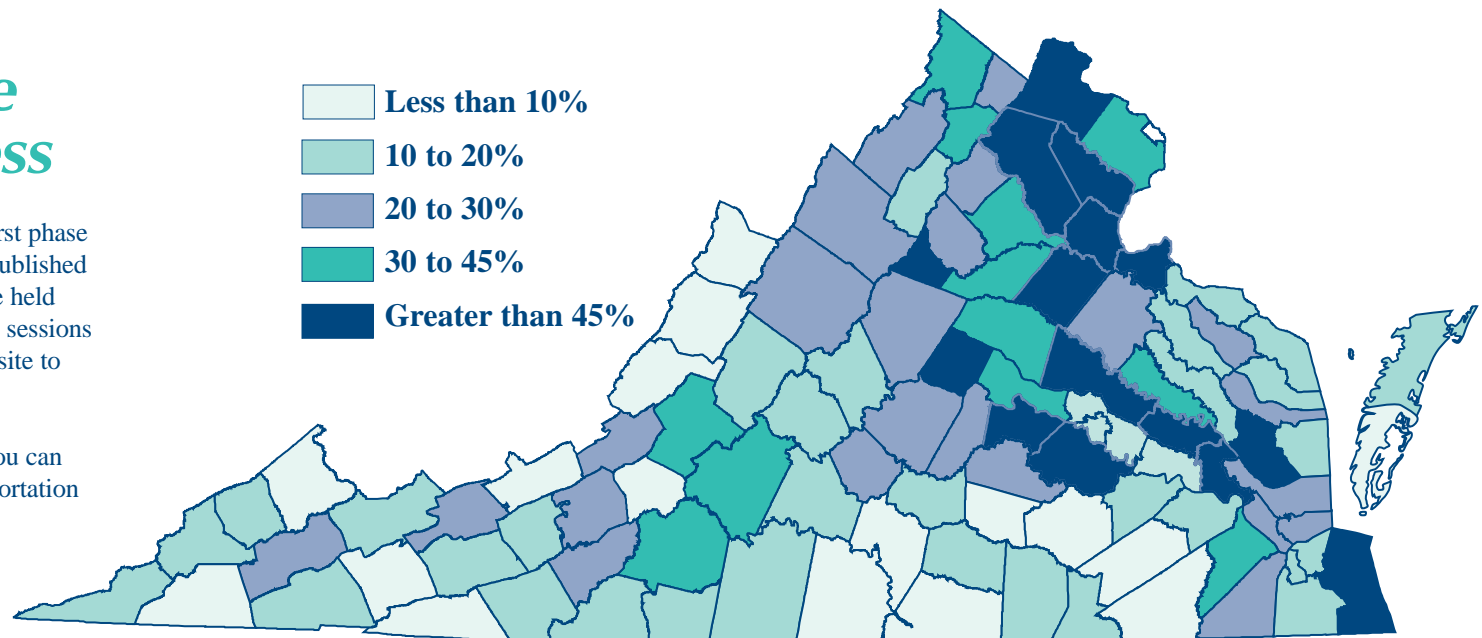 e
ess
rst phase
ublished
e held
sessions
site to
ou can
ortation
Less than 10%
10 to 20%
20 to 30%
30 to 45%
Greater than 45%